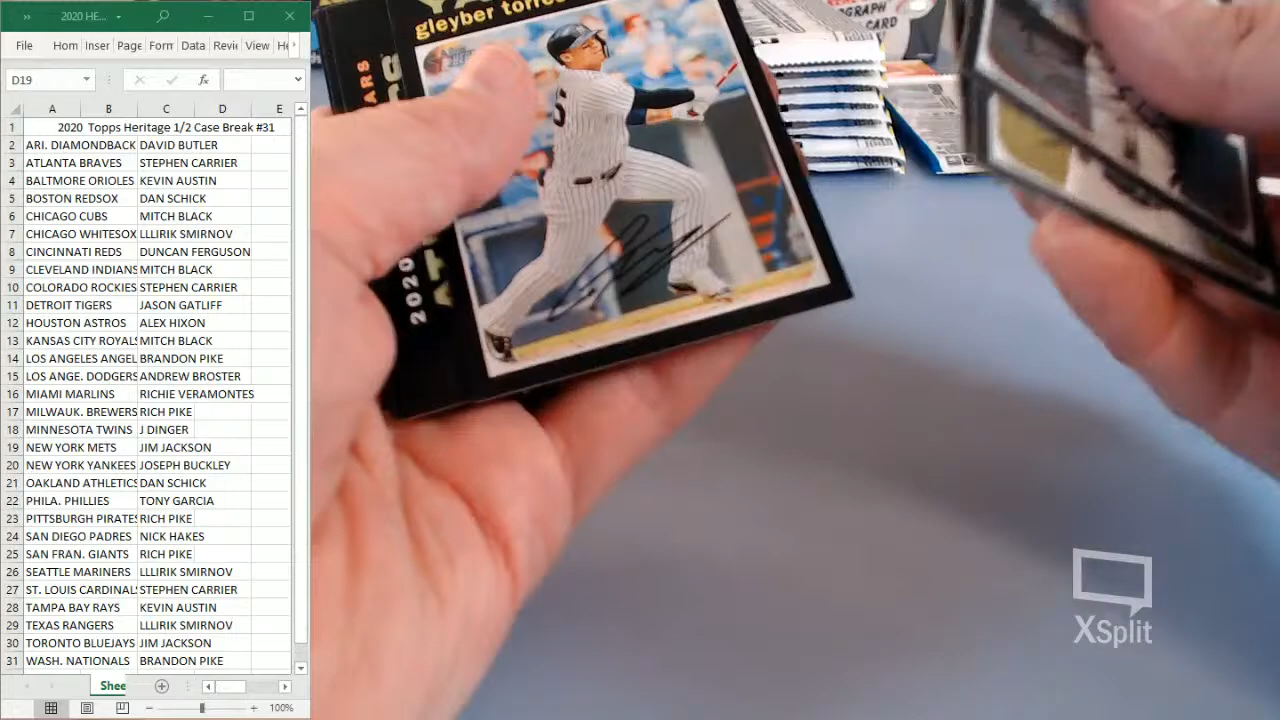 2020 HE...
File Hom Inser Page Forn Data Revie View He
D19
fx
A B C D E
1 2020 Topps Heritage 1/2 Case Break #31
2 ARI. DIAMONDBACK DAVID BUTLER
3 ATLANTA BRAVES STEPHEN CARRIER
4 BALTMORE ORIOLES KEVIN AUSTIN
5 BOSTON REDSOX DAN SCHICK
6 CHICAGO CUBS MITCH BLACK
7 CHICAGO WHITESOX LLLIRIK SMIRNOV
8 CINCINNATI REDS DUNCAN FERGUSON
9 CLEVELAND INDIANS MITCH BLACK
10 COLORADO ROCKIES STEPHEN CARRIER
11 DETROIT TIGERS JASON GATLIFF
12 HOUSTON ASTROS ALEX HIXON
13 KANSAS CITY ROYAL MITCH BLACK
14 LOS ANGELES ANGEL BRANDON PIKE
15 LOS ANGE. DODGERS ANDREW BROSTER
16 MIAMI MARLINS RICHIE VERAMONTES
17 MILWAUK. BREWERS RICH PIKE
18 MINNESOTA TWINS J DINGER
19 NEW YORK METS JIM JACKSON
20 NEW YORK YANKEES JOSEPH BUCKLEY
21 OAKLAND ATHLETICS DAN SCHICK
22 PHILA. PHILLIES TONY GARCIA
23 PITTSBURGH PIRATES RICH PIKE
24 SAN DIEGO PADRES NICK HAKES
25 SAN FRAN. GIANTS RICH PIKE
26 SEATTLE MARINERS LLLIRIK SMIRNOV
27 ST. LOUIS CARDINAL STEPHEN CARRIER
28 TAMPA BAY RAYS KEVIN AUSTIN
29 TEXAS RANGERS LLLIRIK SMIRNOV
30 TORONTO BLUEJAYS JIM JACKSON
31 WASH. NATIONALS BRANDON PIKE
Shee
100%
gleyber torres
2020
OGRAPH
CARD
XSplit